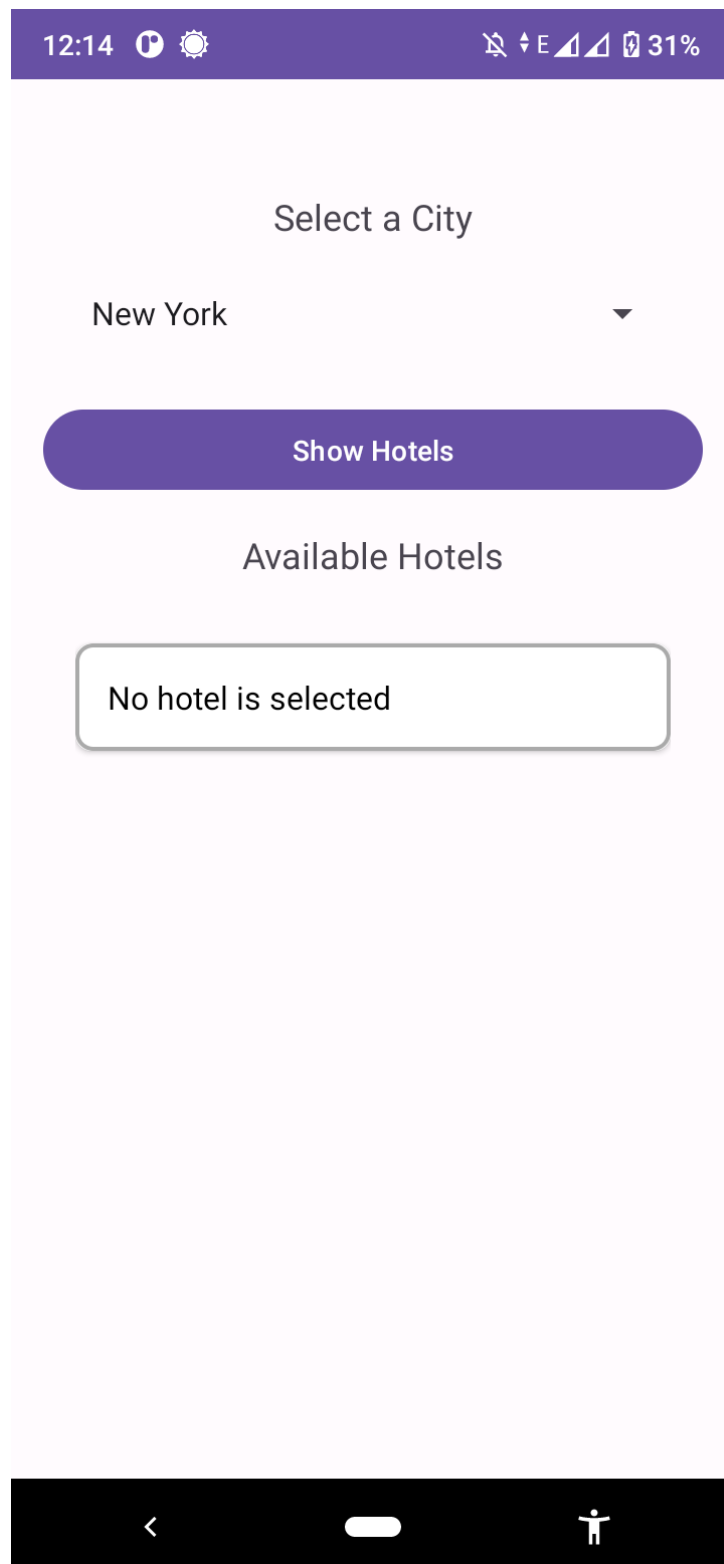 12:14 E 31%
Select a City
New York
Show Hotels
Available Hotels
No hotel is selected